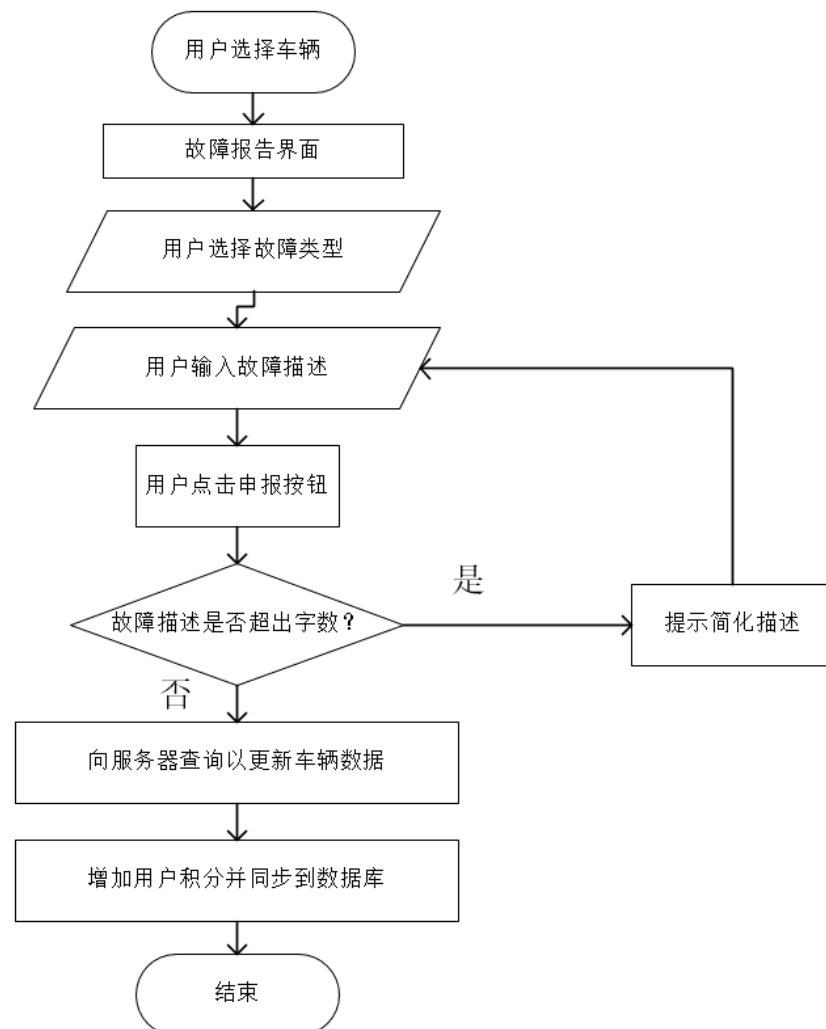 用户选择车辆
故障报告界面
用户选择故障类型
用户输入故障描述
用户点击申报按钮
是
故障描述是否超出字数？
提示简化描述
否
向服务器查询以更新车辆数据
增加用户积分并同步到数据库
结束